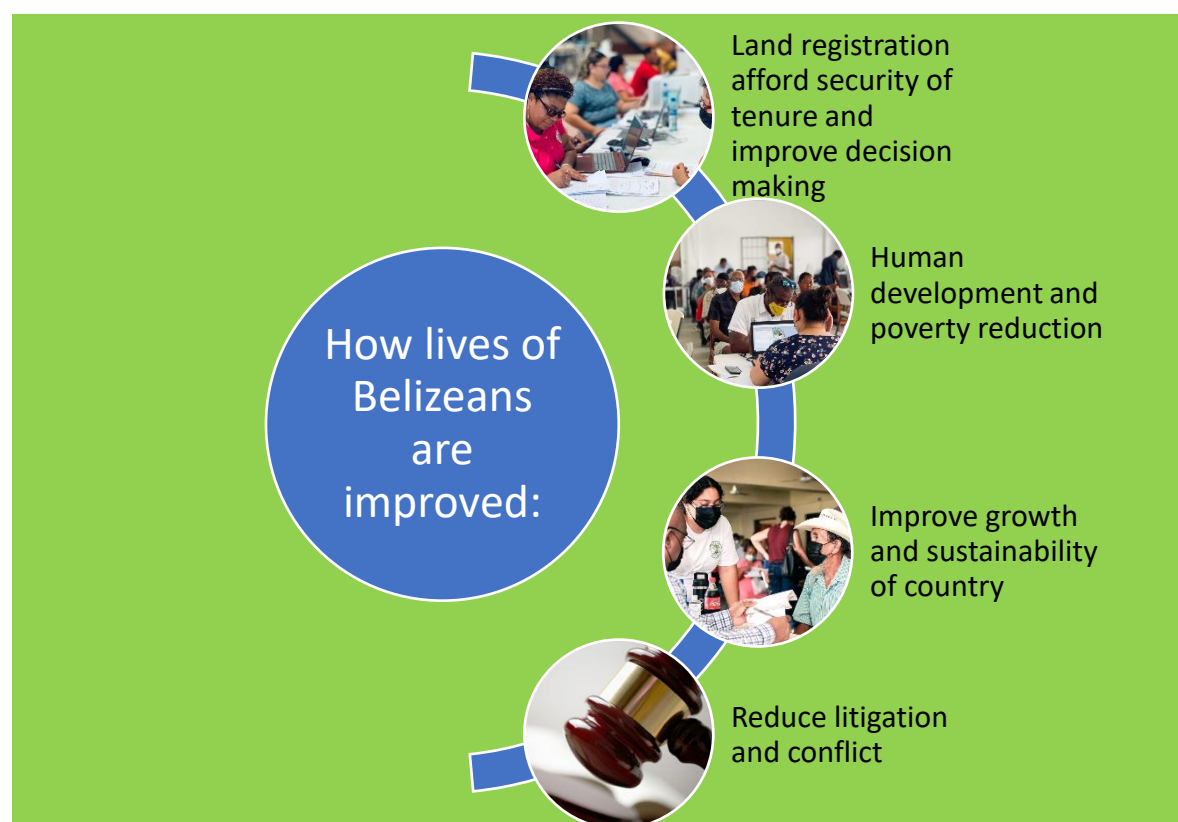 Land registration
afford security of
tenure and
improve decision
making
Human
development and
poverty reduction
How lives of
Belizeans
are
improved:
Improve growth
and sustainability
of country
Reduce litigation
and conflict